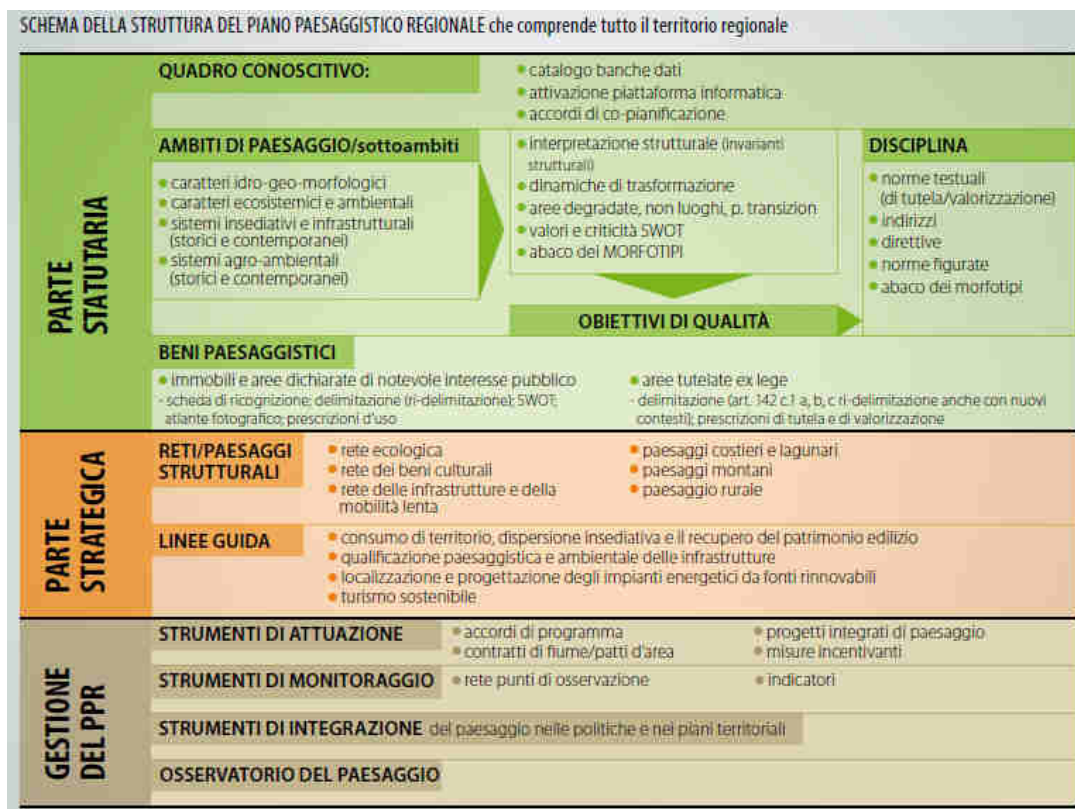 SCHEMA DELLA STRUTTURA DEL PIANO PAESAGGISTICO REGIONALE che comprende tutto il territorio regionale
PARTE
STATUTARIA
QUADRO CONOSCITIVO:
• catalogo banche dati
• attivazione piattaforma informatica
• accordi di co-pianificazione
AMBITI DI PAESAGGIO/sottoambiti
• caratteri idro-geo-morfologici
• caratteri ecosistemici e ambientali
• sistemi insediativi e infrastrutturali
(storici e contemporanei)
• sistemi agro-ambientali
(storici e contemporanei)
• interpretazione strutturale (invarianti
strutturali)
• dinamiche di trasformazione
• aree degradate, non luoghi, p. transizion
• valori e criticità SWOT
• abaco dei MORFOTIPI
OBIETTIVI DI QUALITÀ
DISCIPLINA
• norme testuali
(di tutela/valorizzazione)
• indirizzi
• direttive
• norme figurate
• abaco dei morfotipi
BENI PAESAGGISTICI
• immobili e aree dichiarate di notevole interesse pubblico
- scheda di ricognizione; delimitazione (ri-delimitazione); SWOT;
atlante fotografico; prescrizioni d'uso
• aree tutelate ex lege
- delimitazione (art. 142 c.1 a, b, c ri-delimitazione anche con nuovi
contesti); prescrizioni di tutela e di valorizzazione
PARTE
STRATEGICA
RETI/PAESAGGI
STRUTTURALI
• rete ecologica
• rete dei beni culturali
• rete delle infrastrutture e della
mobilità lenta
• paesaggi costieri e lagunari
• paesaggi montani
• paesaggio rurale
LINEE GUIDA
• consumo di territorio, dispersione insediativa e il recupero del patrimonio edilizio
• qualificazione paesaggistica e ambientale delle infrastrutture
• localizzazione e progettazione degli impianti energetici da fonti rinnovabili
• turismo sostenibile
GESTIONE
DEL PPR
STRUMENTI DI ATTUAZIONE
• accordi di programma
• contratti di fiume/patti d'area
• progetti integrati di paesaggio
• misure incentivanti
STRUMENTI DI MONITORAGGIO
• rete punti di osservazione
• indicatori
STRUMENTI DI INTEGRAZIONE del paesaggio nelle politiche e nei piani territoriali
OSSERVATORIO DEL PAESAGGIO